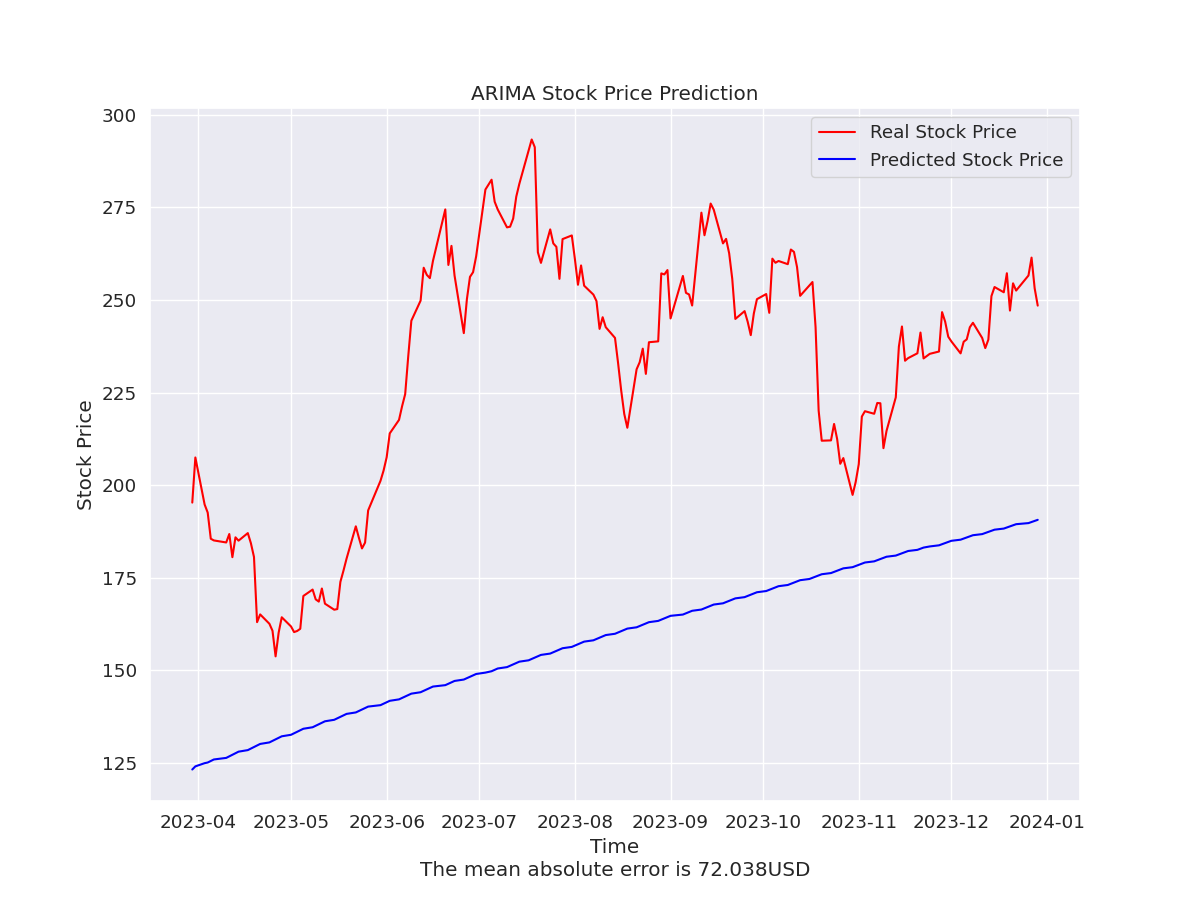 ARIMA Stock Price Prediction
Real Stock Price
Predicted Stock Price
300
275
250
225
200
175
150
125
Stock Price
2023-04 2023-05 2023-06 2023-07 2023-08 2023-09 2023-10 2023-11 2023-12 2024-01
Time
The mean absolute error is 72.038USD